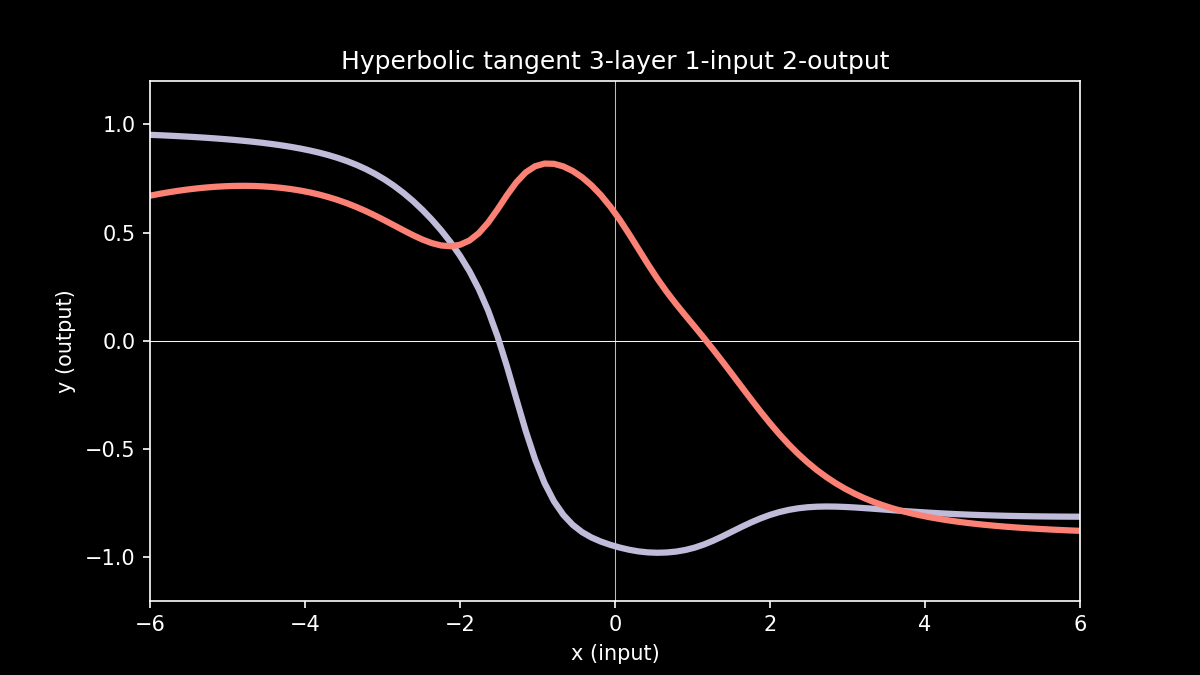 Hyperbolic tangent 3-layer 1-input 2-output
1.0
0.5
0.0
−0.5
−1.0
y (output)
−6 −4 −2 0 2 4 6
x (input)